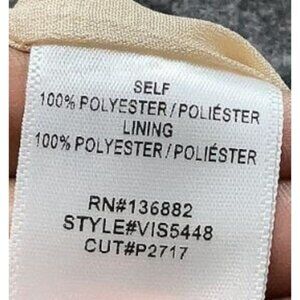 SELF
100% POLYESTER / POLIÉSTER
LINING
100% POLYESTER / POLIÉSTER
RN#136882
STYLE#VIS5448
CUT#P2717